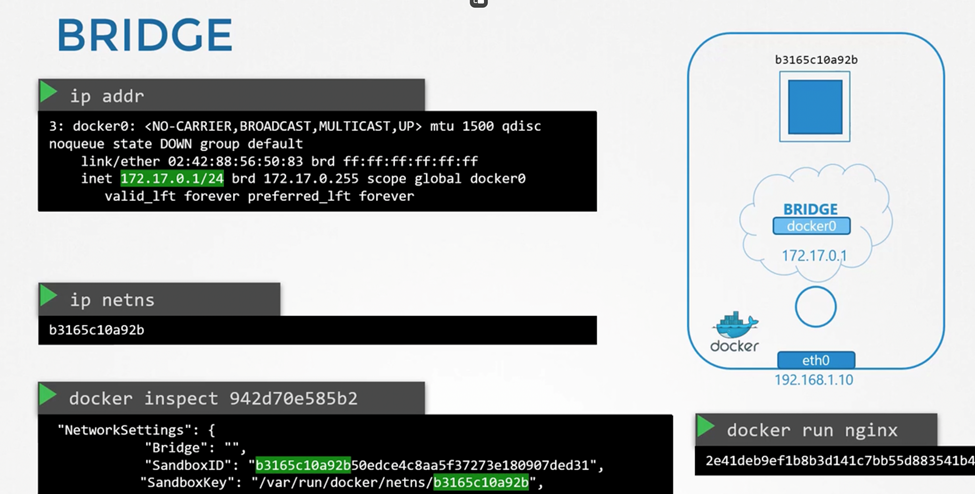 BRIDGE
ip addr
3: docker0: <NO-CARRIER,BROADCAST,MULTICAST,UP> mtu 1500 qdisc
noqueue state DOWN group default
link/ether 02:42:88:56:50:83 brd ff:ff:ff:ff:ff:ff
inet 172.17.0.1/24 brd 172.17.0.255 scope global docker0
valid_lft forever preferred_lft forever
ip netns
b3165c10a92b
docker inspect 942d70e585b2
"NetworkSettings": {
"Bridge": "",
"SandboxID": "b3165c10a92b50edce4c8aa5f37273e180907ded31",
"SandboxKey": "/var/run/docker/netns/b3165c10a92b",
b3165c10a92b
BRIDGE
docker0
172.17.0.1
docker
eth0
192.168.1.10
docker run nginx
2e41deb9ef1b8b3d141c7bb55d883541b4